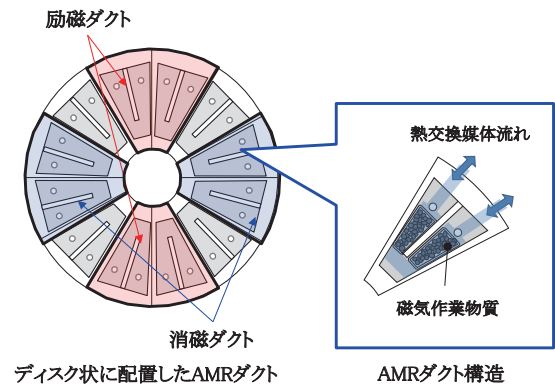 励磁ダクト
熱交換媒体流れ
磁気作業物質
消磁ダクト
ディスク状に配置したAMRダクト
AMRダクト構造